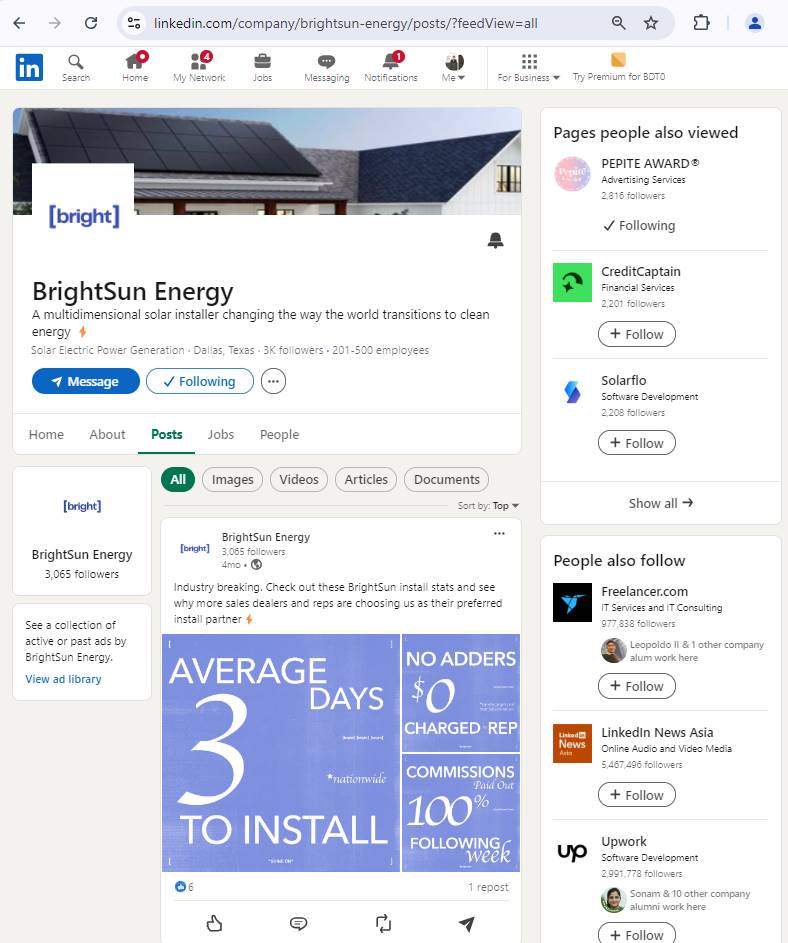 linkedin.com/company/brightsun-energy/posts/?feedView=all
in
Search
Home
4
My Network
Jobs
Messaging
1
Notifications
Me
For Business
Try Premium for BDT0
[bright]
BrightSun Energy
A multidimensional solar installer changing the way the world transitions to clean
energy
Solar Electric Power Generation · Dallas, Texas · 3K followers · 201-500 employees
Message
Following
Home
About
Posts
Jobs
People
[bright]
BrightSun Energy
3,065 followers
See a collection of
active or past ads by
BrightSun Energy.
View ad library
All
Images
Videos
Articles
Documents
Sort by: Top
[bright]
BrightSun Energy
3,065 followers
4mo •
Industry breaking. Check out these BrightSun install stats and see
why more sales dealers and reps are choosing us as their preferred
install partner
AVERAGE
3
DAYS
*nationwide
TO INSTALL
NO ADDERS
$0
CHARGED REP
COMMISSIONS
Paid Out
100%
FOLLOWING
week
6
1 repost
Pages people also viewed
Pepite
PEPITE AWARD®
Advertising Services
2,816 followers
Following
CreditCaptain
Financial Services
2,201 followers
+ Follow
Solarflo
Software Development
2,208 followers
+ Follow
Show all →
People also follow
Freelancer.com
IT Services and IT Consulting
977,838 followers
Leopoldo II & 1 other company
alum work here
+ Follow
Linked in
News
Asia
LinkedIn News Asia
Online Audio and Video Media
5,467,496 followers
+ Follow
up
Upwork
Software Development
2,991,778 followers
Sonam & 10 other company
alumni work here
+ Follow